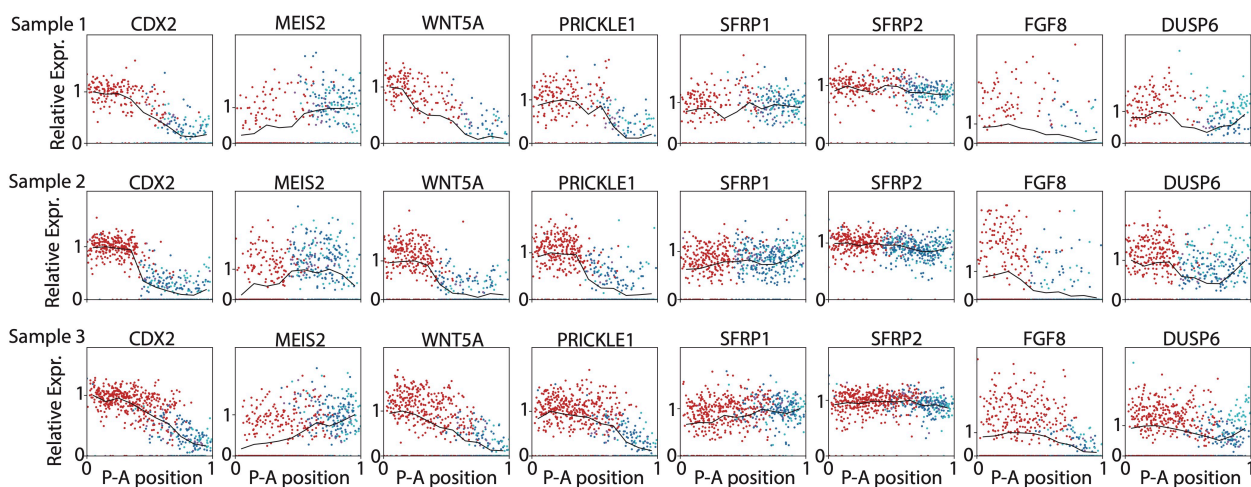 Sample 1
CDX2 MEIS2 WNT5A PRICKLE1 SFRP1 SFRP2 FGF8 DUSP6
Relative Expr.
1 1 1 1 1 1 1 1
0 0 0 0 0 0 0 0
Sample 2
CDX2 MEIS2 WNT5A PRICKLE1 SFRP1 SFRP2 FGF8 DUSP6
Relative Expr.
1 1 1 1 1 1 1 1
0 0 0 0 0 0 0 0
Sample 3
CDX2 MEIS2 WNT5A PRICKLE1 SFRP1 SFRP2 FGF8 DUSP6
Relative Expr.
1 1 1 1 1 1 1 1
0 0 0 0 0 0 0 0
0 1 0 1 0 1 0 1 0 1 0 1 0 1 0 1
P-A position P-A position P-A position P-A position P-A position P-A position P-A position P-A position